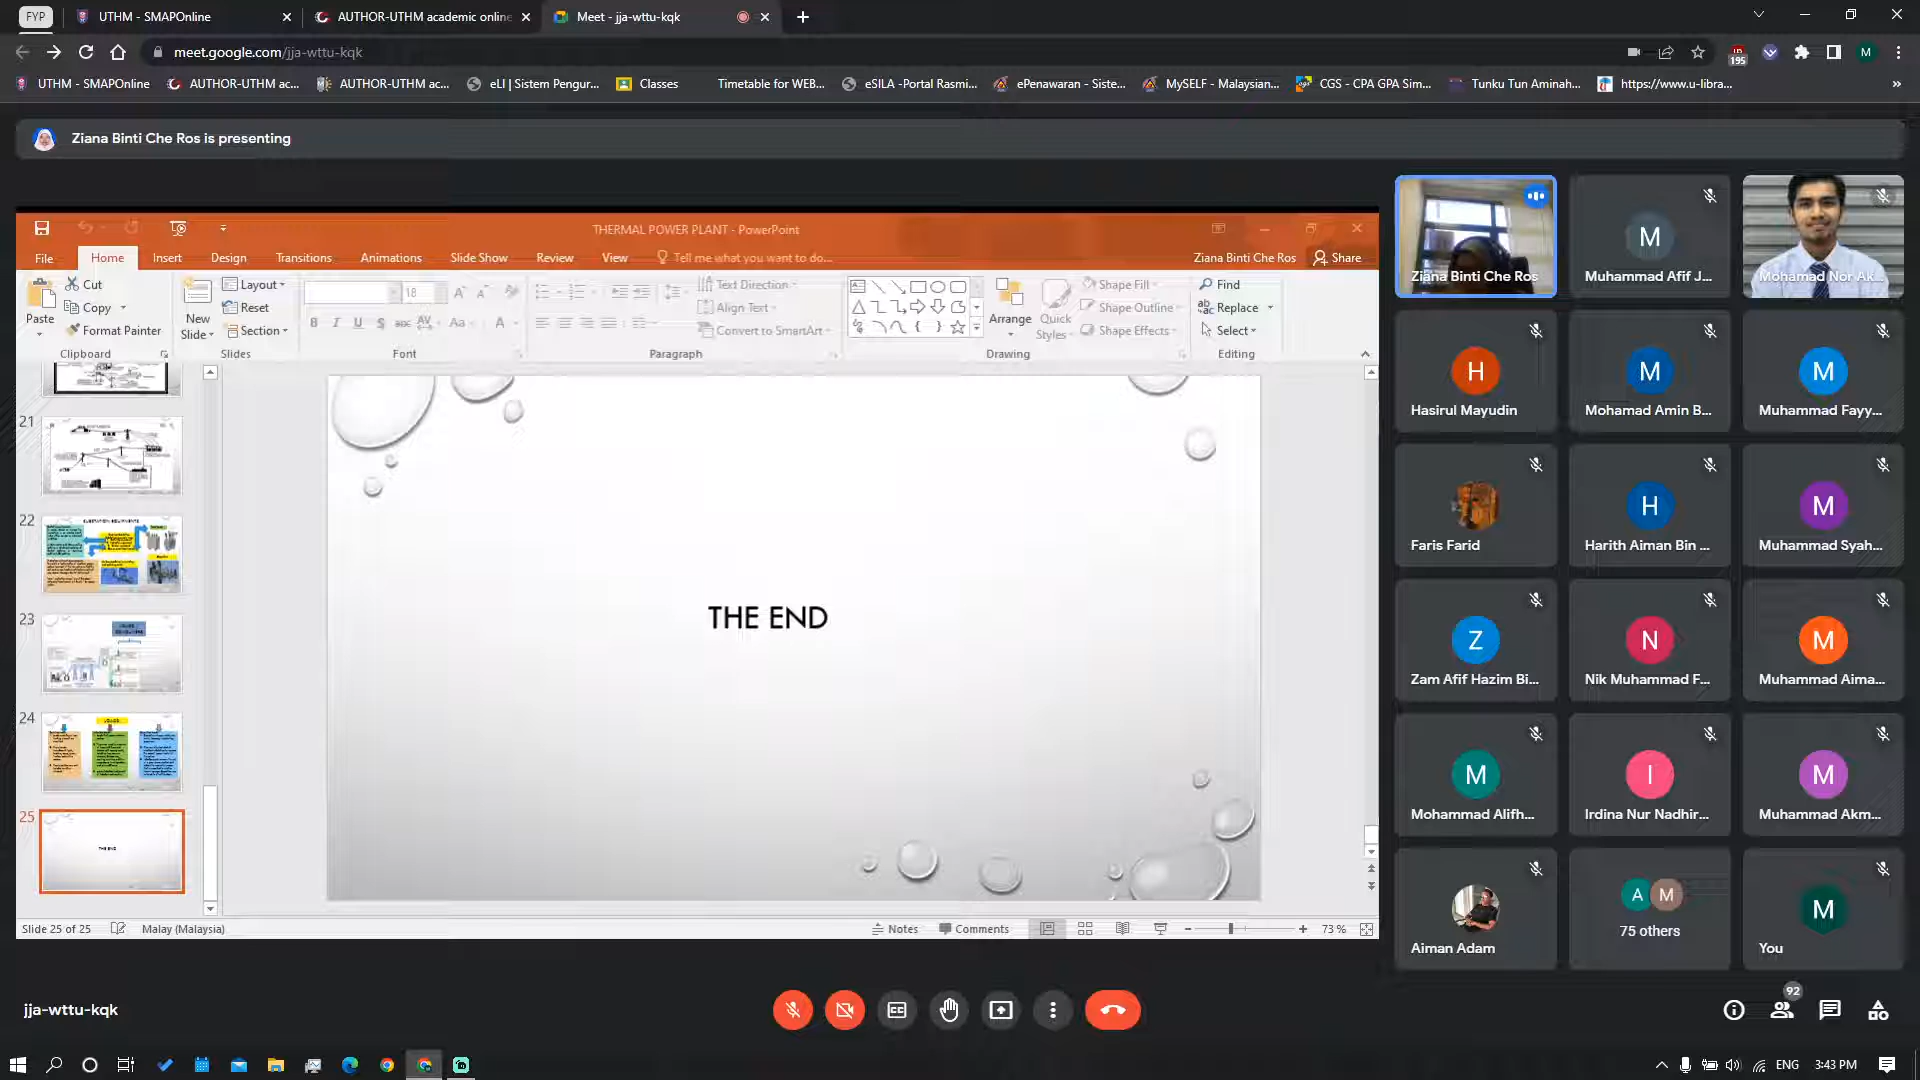 FYP
UTHM - SMAPOnline
AUTHOR-UTHM academic online
Meet - jja-wttu-kqk
meet.google.com/jja-wttu-kqk
195
M
UTHM - SMAPOnline
AUTHOR-UTHM ac...
AUTHOR-UTHM ac...
eLI | Sistem Pengur...
Classes
Timetable for WEB...
eSILA -Portal Rasmi...
ePenawaran - Siste...
MySELF - Malaysian...
CGS - CPA GPA Sim...
Tunku Tun Aminah...
https://www.u-libra...
Ziana Binti Che Ros is presenting
THERMAL POWER PLANT - PowerPoint
File
Home
Insert
Design
Transitions
Animations
Slide Show
Review
View
Tell me what you want to do...
Ziana Binti Che Ros
Share
Paste
Cut
Copy
Format Painter
Clipboard
New
Slide
Layout
Reset
Section
Slides
18
Font
Text Direction
Align Text
Convert to SmartArt
Paragraph
Arrange
Quick
Styles
Shape Fill
Shape Outline
Shape Effects
Drawing
Find
Replace
Select
Editing
21
22
23
24
25
THE END
THE END
Slide 25 of 25
Malay (Malaysia)
Notes
Comments
73 %
Ziana Binti Che Ros
M
Muhammad Afif J...
Mohamad Nor Ak...
H
Hasirul Mayudin
M
Mohamad Amin B...
M
Muhammad Fayy...
Faris Farid
H
Harith Aiman Bin ...
M
Muhammad Syah...
Z
Zam Afif Hazim Bi...
N
Nik Muhammad F...
M
Muhammad Aima...
M
Mohammad Alifh...
I
Irdina Nur Nadhir...
M
Muhammad Akm...
Aiman Adam
A M
75 others
M
You
jja-wttu-kqk
92
ENG
3:43 PM